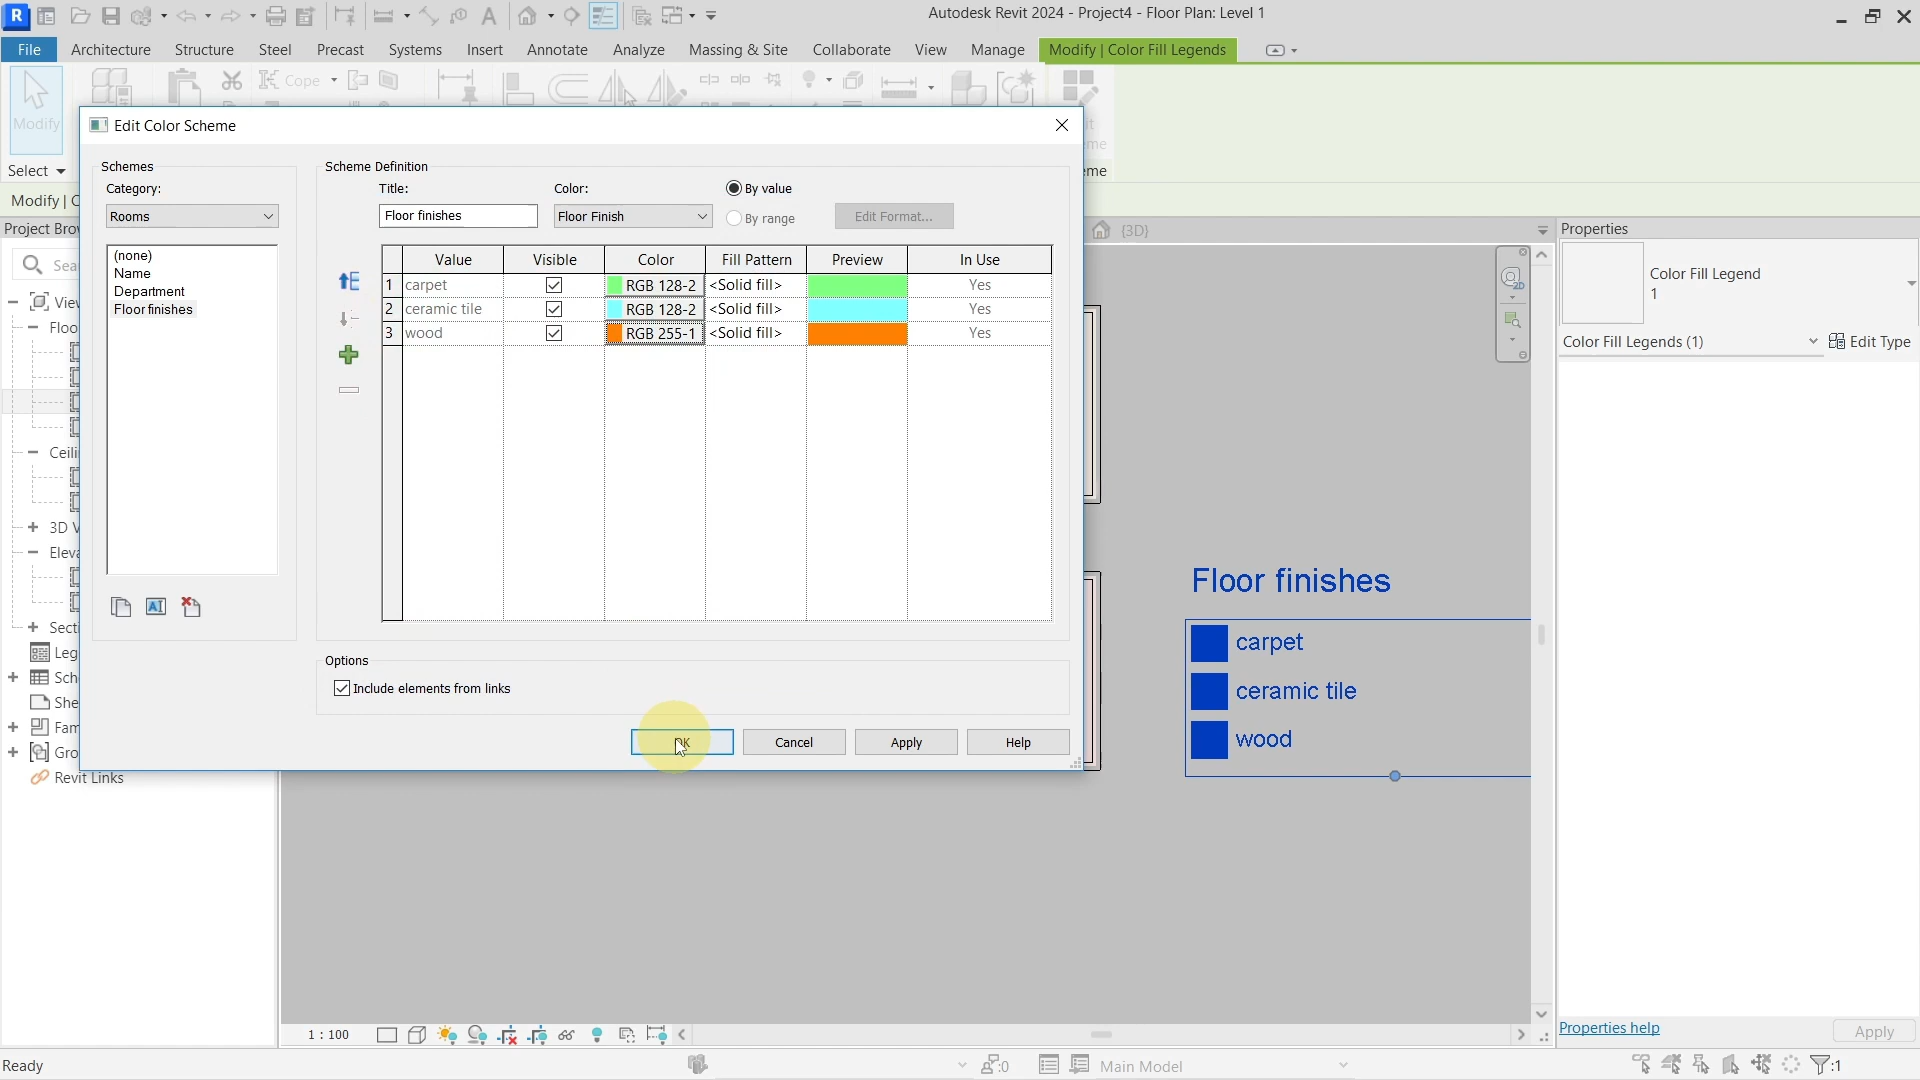 Autodesk Revit 2024 - Project4 - Floor Plan: Level 1
File Architecture Structure Steel Precast Systems Insert Annotate Analyze Massing & Site Collaborate View Manage Modify | Color Fill Legends
Modify
Cope
Select
Modify |
Edit Color Scheme
Schemes
Category:
Rooms
(none)
Name
Department
Floor finishes
Scheme Definition
Title:
Floor finishes
Color:
Floor Finish
By value
By range
Edit Format...
Value Visible Color Fill Pattern Preview In Use
1 carpet RGB 128-2 <Solid fill> Yes
2 ceramic tile RGB 128-2 <Solid fill> Yes
3 wood RGB 255-1 <Solid fill> Yes
Options
Include elements from links
OK Cancel Apply Help
Revit Links
{3D}
Floor finishes
carpet
ceramic tile
wood
Properties
Color Fill Legend
1
Color Fill Legends (1)
Edit Type
Properties help
Apply
1 : 100
Ready
:0
Main Model
:1